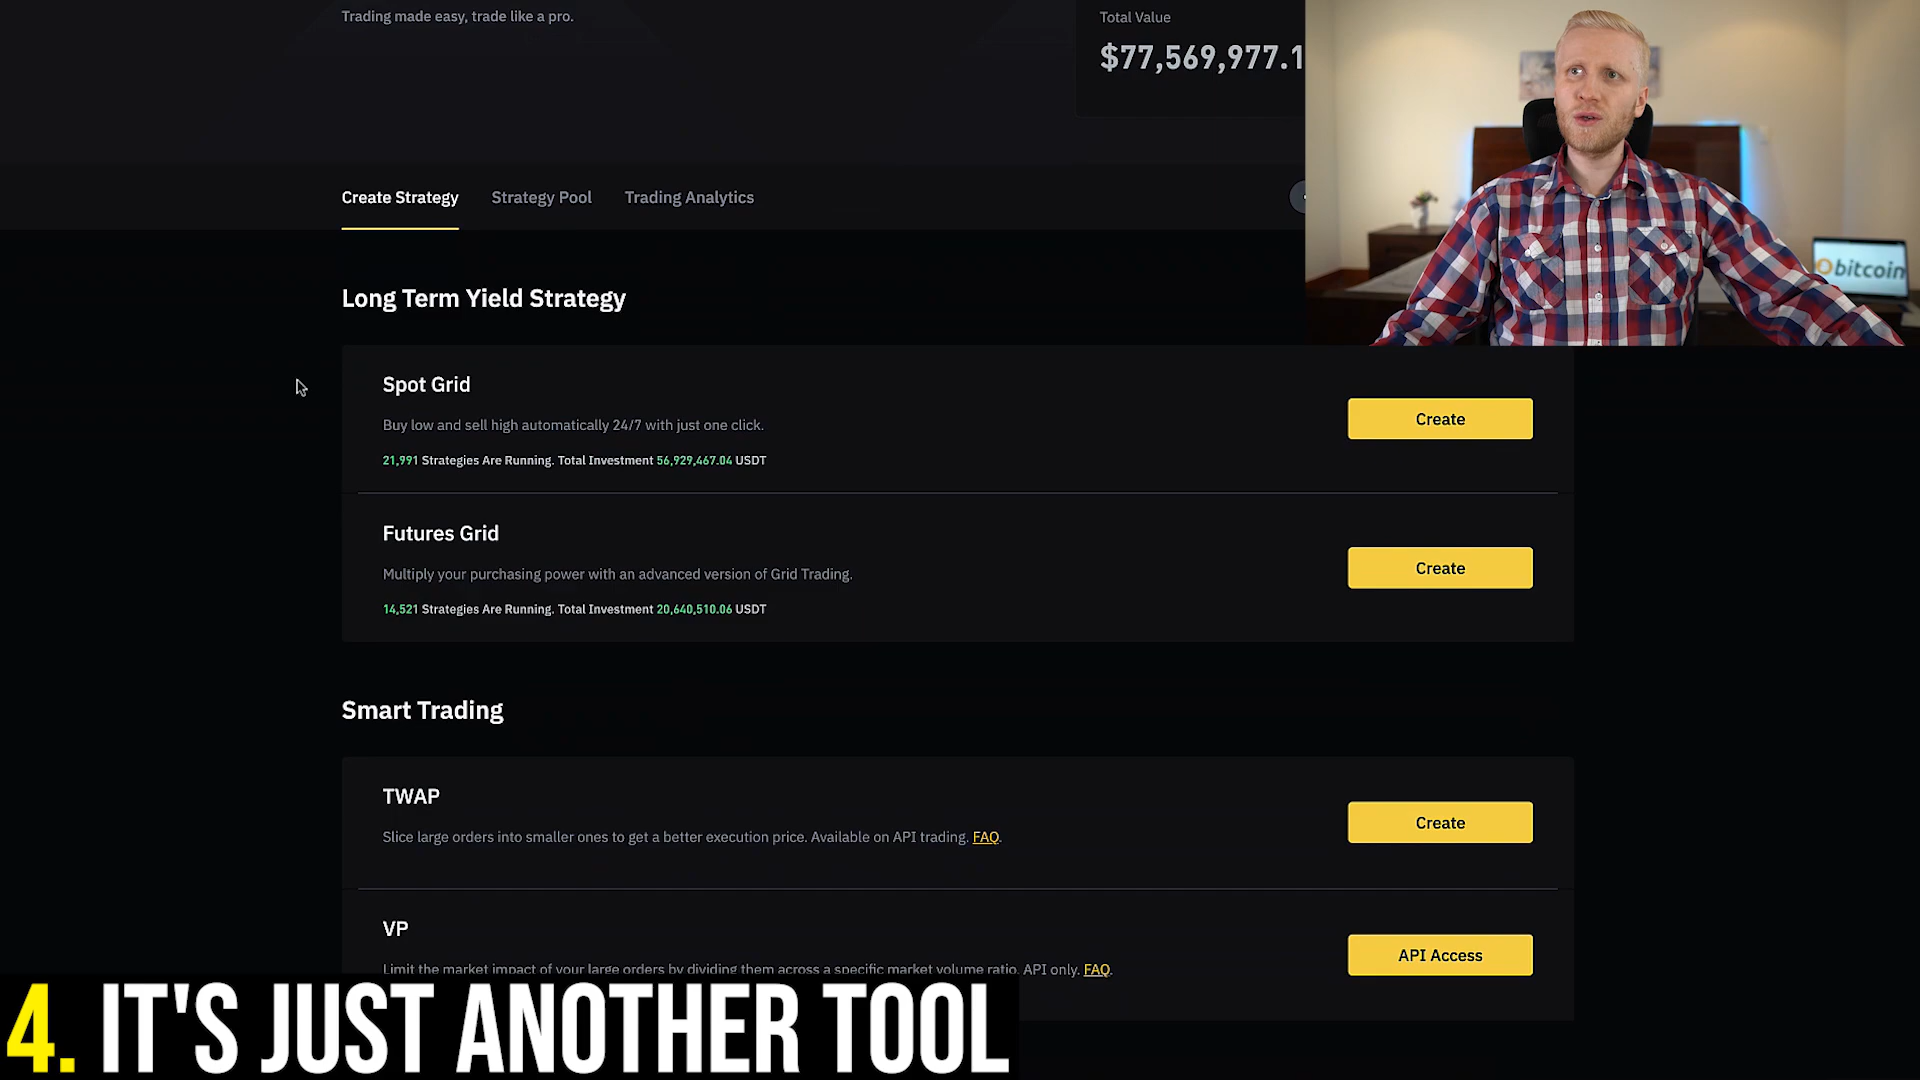 Trading made easy, trade like a pro.
Total Value
$77,569,977.1
Create Strategy
Strategy Pool
Trading Analytics
bitcoin
Long Term Yield Strategy
Spot Grid
Buy low and sell high automatically 24/7 with just one click.
21,991 Strategies Are Running. Total Investment 56,929,467.04 USDT
Create
Futures Grid
Multiply your purchasing power with an advanced version of Grid Trading.
14,521 Strategies Are Running. Total Investment 20,640,510.06 USDT
Create
Smart Trading
TWAP
Slice large orders into smaller ones to get a better execution price. Available on API trading. FAQ.
Create
VP
Limit the market impact of your large orders by dividing them across a specific market volume ratio. API only. FAQ.
API Access
4. IT'S JUST ANOTHER TOOL